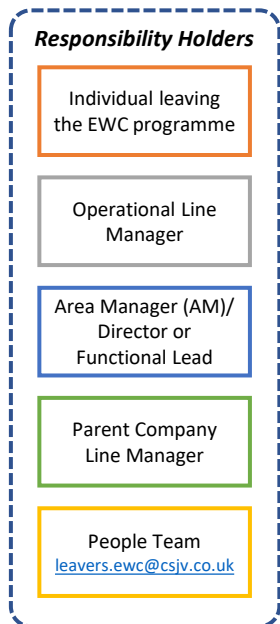 Responsibility Holders
Individual leaving
the EWC programme
Operational Line
Manager
Area Manager (AM)/
Director or
Functional Lead
Parent Company
Line Manager
People Team
leavers.ewc@csjv.co.uk